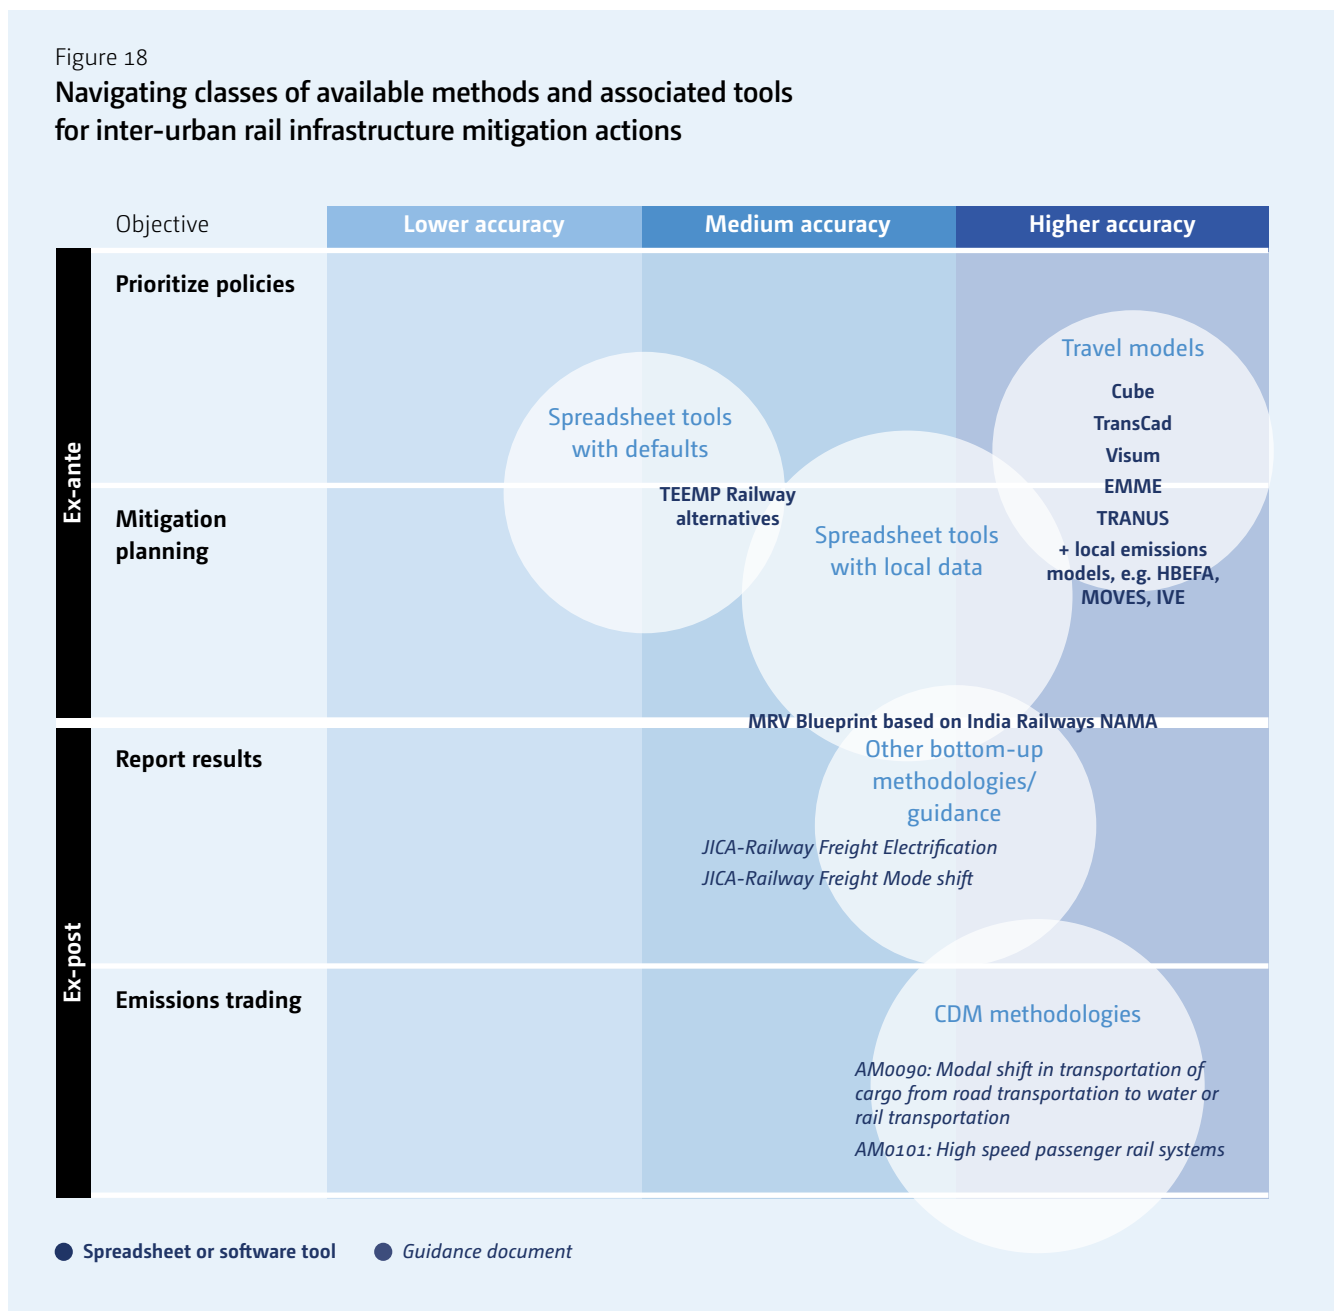 Figure 18
Navigating classes of available methods and associated tools
for inter-urban rail infrastructure mitigation actions
Objective
Lower accuracy
Medium accuracy
Higher accuracy
Ex-ante
Prioritize policies
Travel models
Cube
TransCad
Visum
EMME
TRANUS
+ local emissions
models, e.g. HBEFA,
MOVES, IVE
Spreadsheet tools
with defaults
TEEMP Railway
alternatives
Mitigation
planning
Spreadsheet tools
with local data
MRV Blueprint based on India Railways NAMA
Ex-post
Report results
Other bottom-up
methodologies/
guidance
JICA-Railway Freight Electrification
JICA-Railway Freight Mode shift
Emissions trading
CDM methodologies
AM0090: Modal shift in transportation of
cargo from road transportation to water or
rail transportation
AM0101: High speed passenger rail systems
Spreadsheet or software tool
Guidance document